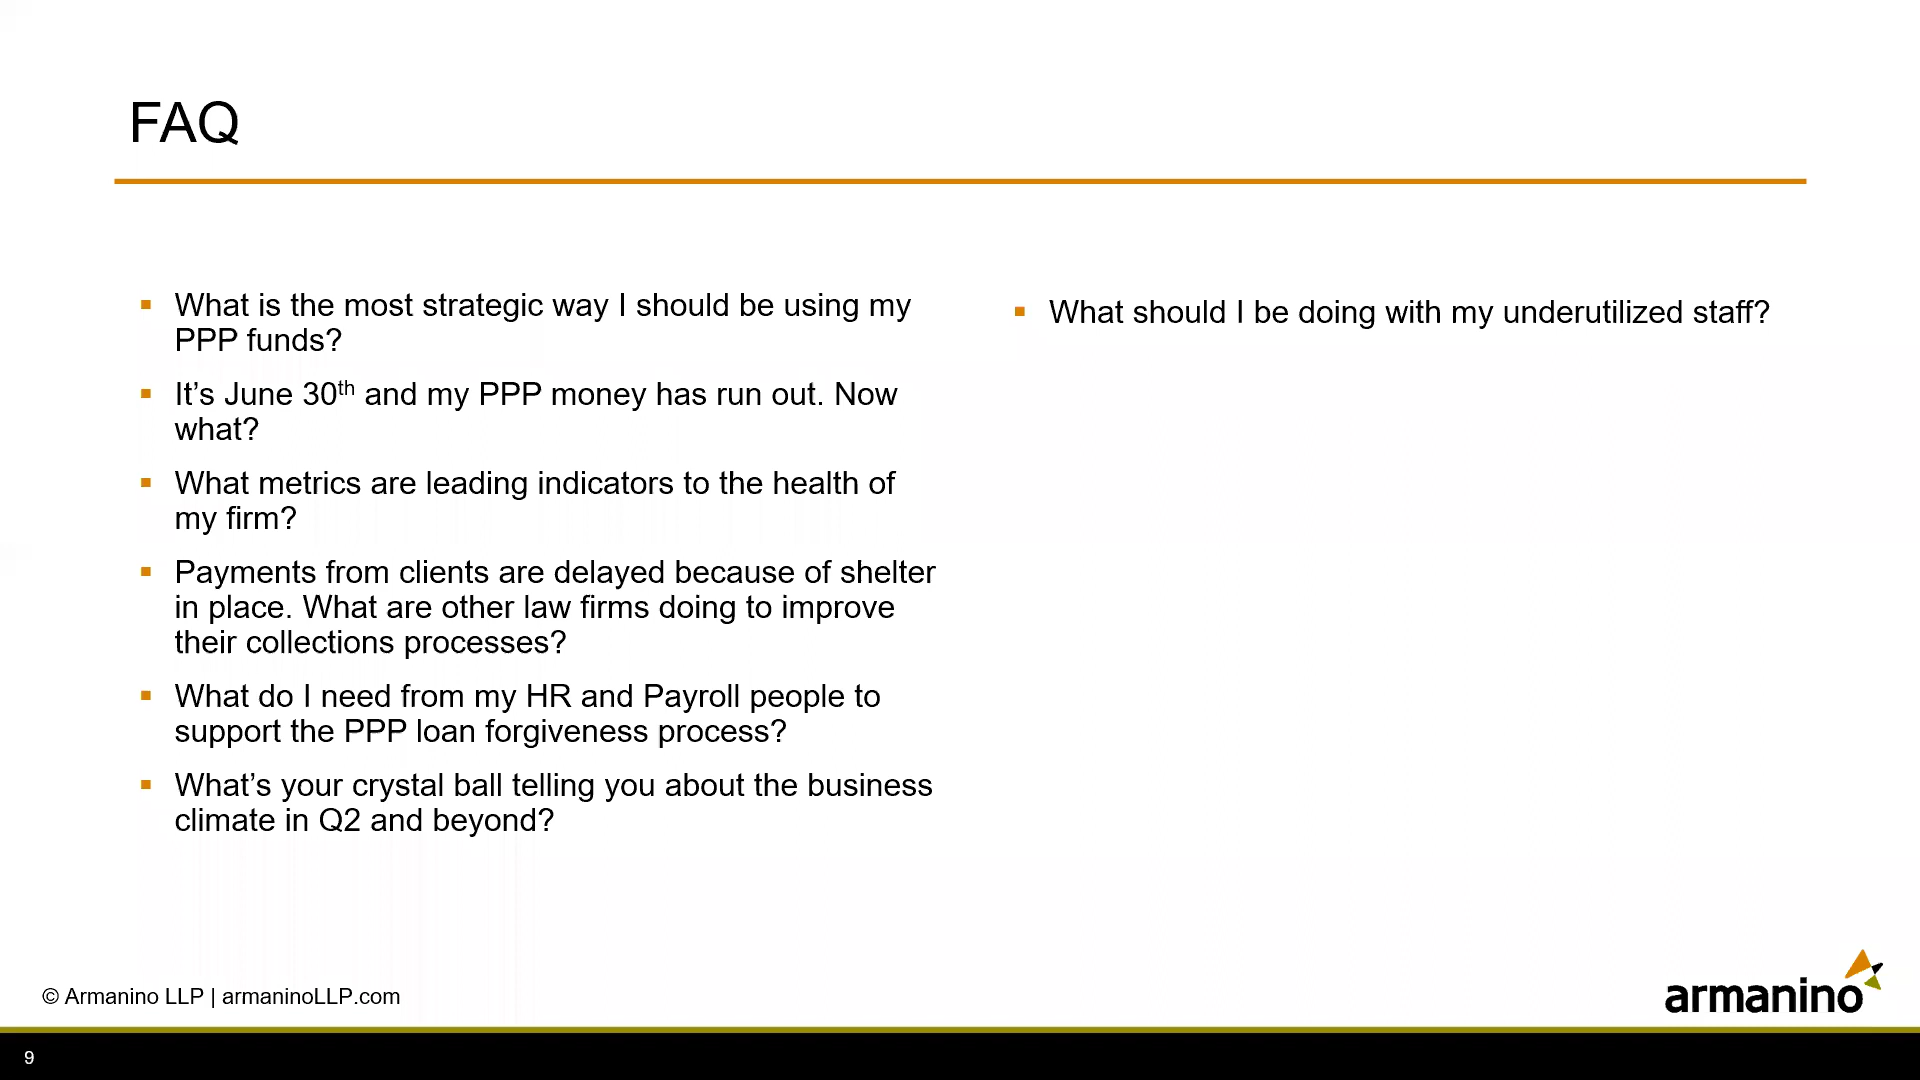 FAQ
▪ What is the most strategic way I should be using my
PPP funds?
▪ It’s June 30th and my PPP money has run out. Now
what?
▪ What metrics are leading indicators to the health of
my firm?
▪ Payments from clients are delayed because of shelter
in place. What are other law firms doing to improve
their collections processes?
▪ What do I need from my HR and Payroll people to
support the PPP loan forgiveness process?
▪ What’s your crystal ball telling you about the business
climate in Q2 and beyond?
▪ What should I be doing with my underutilized staff?
© Armanino LLP | armaninoLLP.com
armanino
9